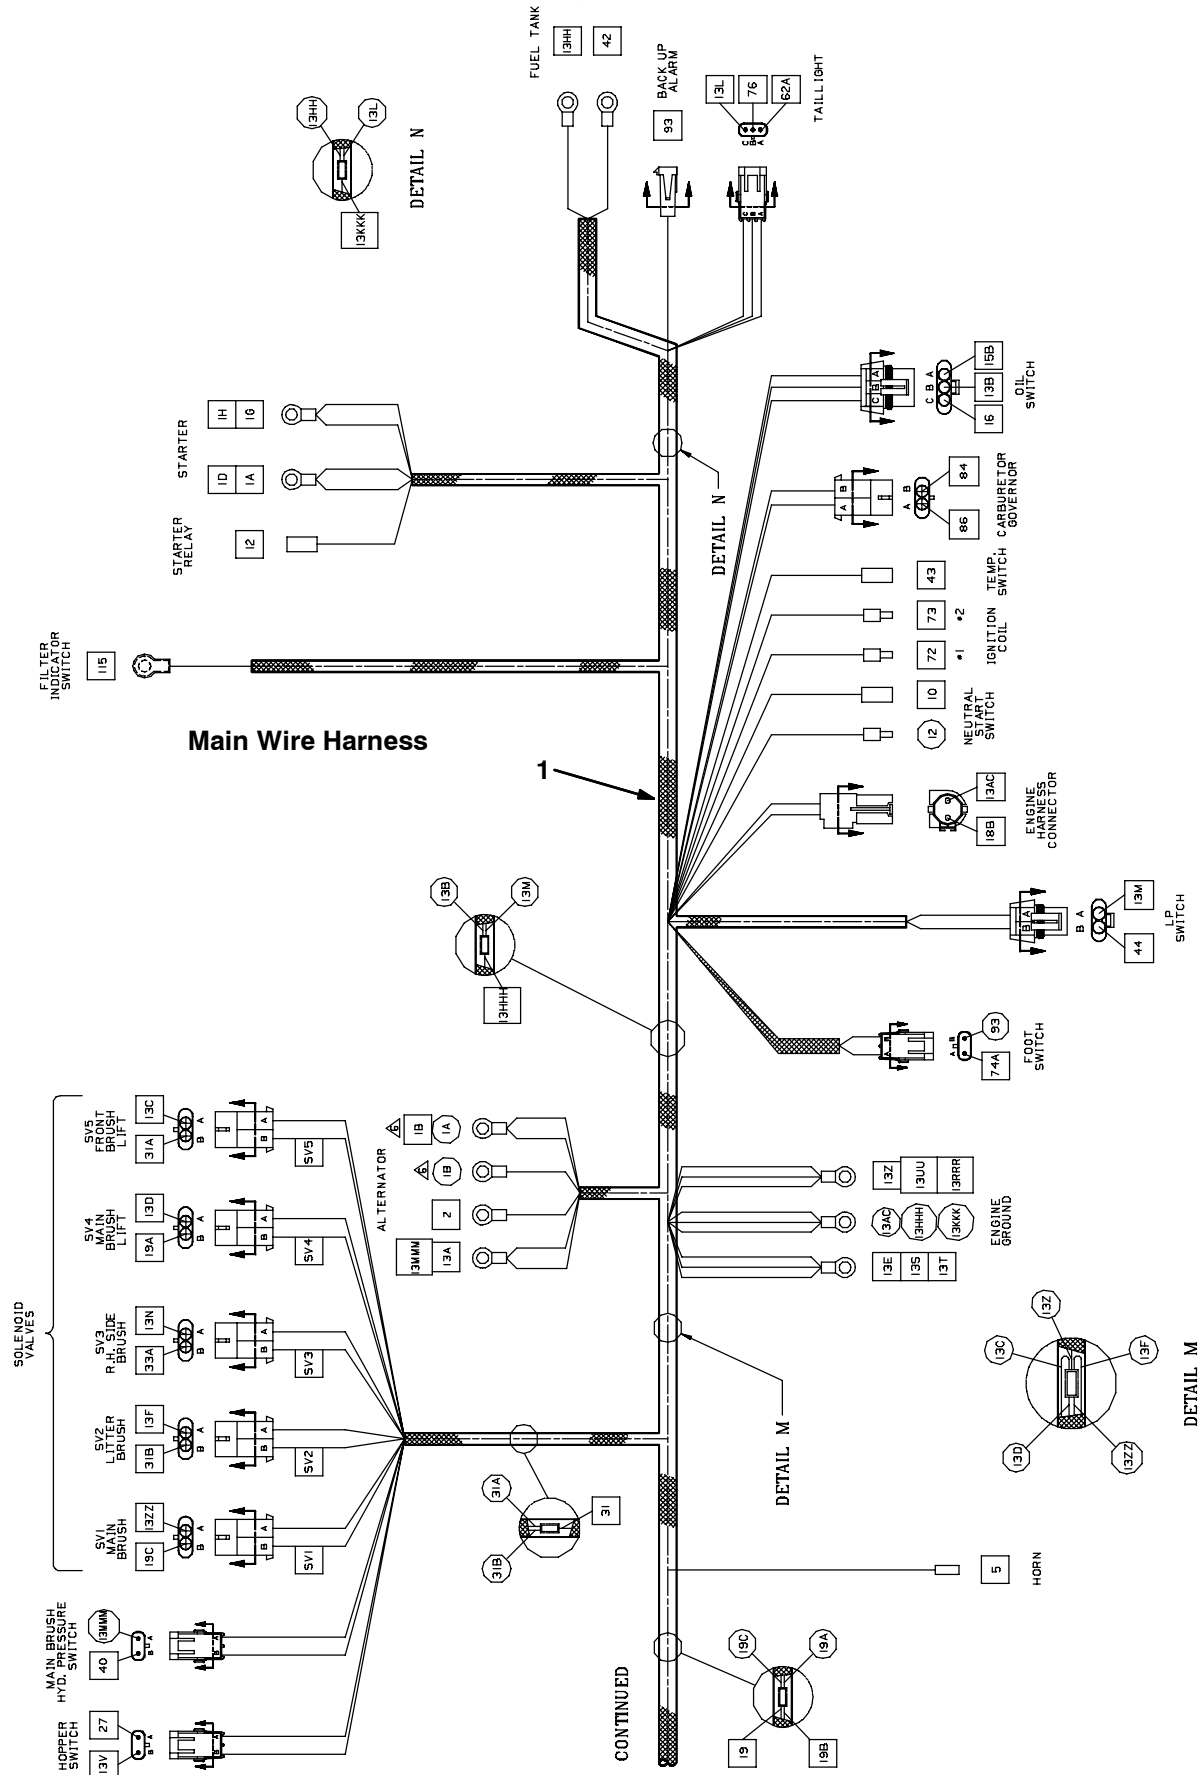 FUEL TANK
13HH
42
BACK UP
ALARM
93
13L
76
62A
C
B
A
TAILLIGHT
C
B
A
13HH
13L
13KKK
DETAIL N
STARTER
1H
1G
1D
1A
STARTER
RELAY
12
DETAIL N
A
B
C
C
B
A
15B
13B
16
OIL
SWITCH
A
B
A
B
84
86
CARBURETOR
GOVERNOR
43
TEMP.
SWITCH
73
#2
72
#1
IGNITION
COIL
10
12
NEUTRAL
START
SWITCH
FILTER
INDICATOR
SWITCH
115
Main Wire Harness
1
13AC
18B
ENGINE
HARNESS
CONNECTOR
B
A
B
A
13M
44
LP
SWITCH
13B
13M
13HHH
A
B
93
74A
FOOT
SWITCH
SOLENOID
VALVES
SV5
FRONT
BRUSH
LIFT
13C
31A
A
B
A
B
SV5
SV4
MAIN
BRUSH
LIFT
13D
19A
A
B
A
B
SV4
SV3
R.H. SIDE
BRUSH
13N
33A
A
B
A
B
SV3
SV2
LITTER
BRUSH
13F
31B
A
B
A
B
SV2
SV1
MAIN
BRUSH
13ZZ
19C
A
B
A
B
SV1
MAIN BRUSH
HYD. PRESSURE
SWITCH
13MMM
40
A
B
HOPPER
SWITCH
27
13V
A
B
ALTERNATOR
6
1B
1A
6
1B
2
13MMM
13A
13Z
13UU
13RRR
13AC
13HHH
13KKK
13E
13S
13T
ENGINE
GROUND
DETAIL M
31A
31B
31
5
HORN
CONTINUED
19C
19A
19
19B
13C
13Z
13F
13D
13ZZ
DETAIL M